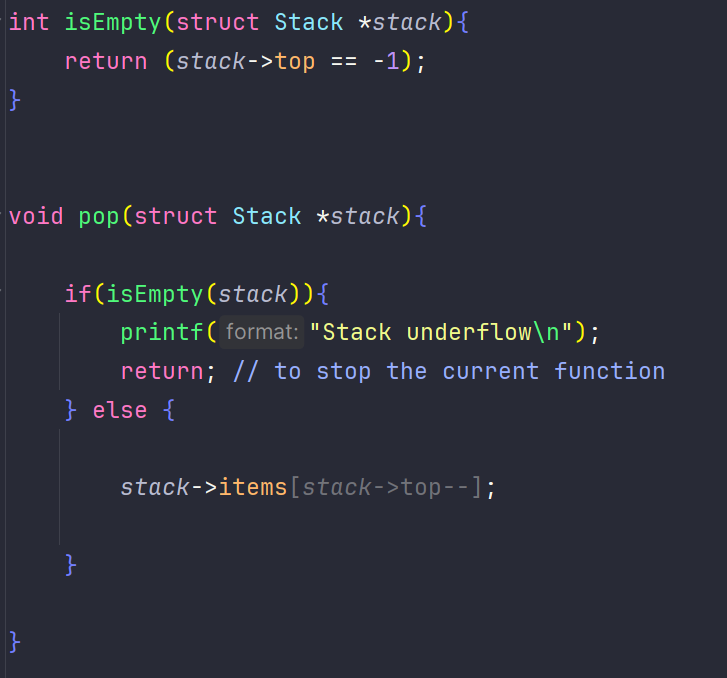 int isEmpty(struct Stack *stack){
    return (stack->top == -1);
}
void pop(struct Stack *stack){
    if(isEmpty(stack)){
        printf( format: "Stack underflow\n");
        return; // to stop the current function
    } else {
        stack->items[stack->top--];
    }
}